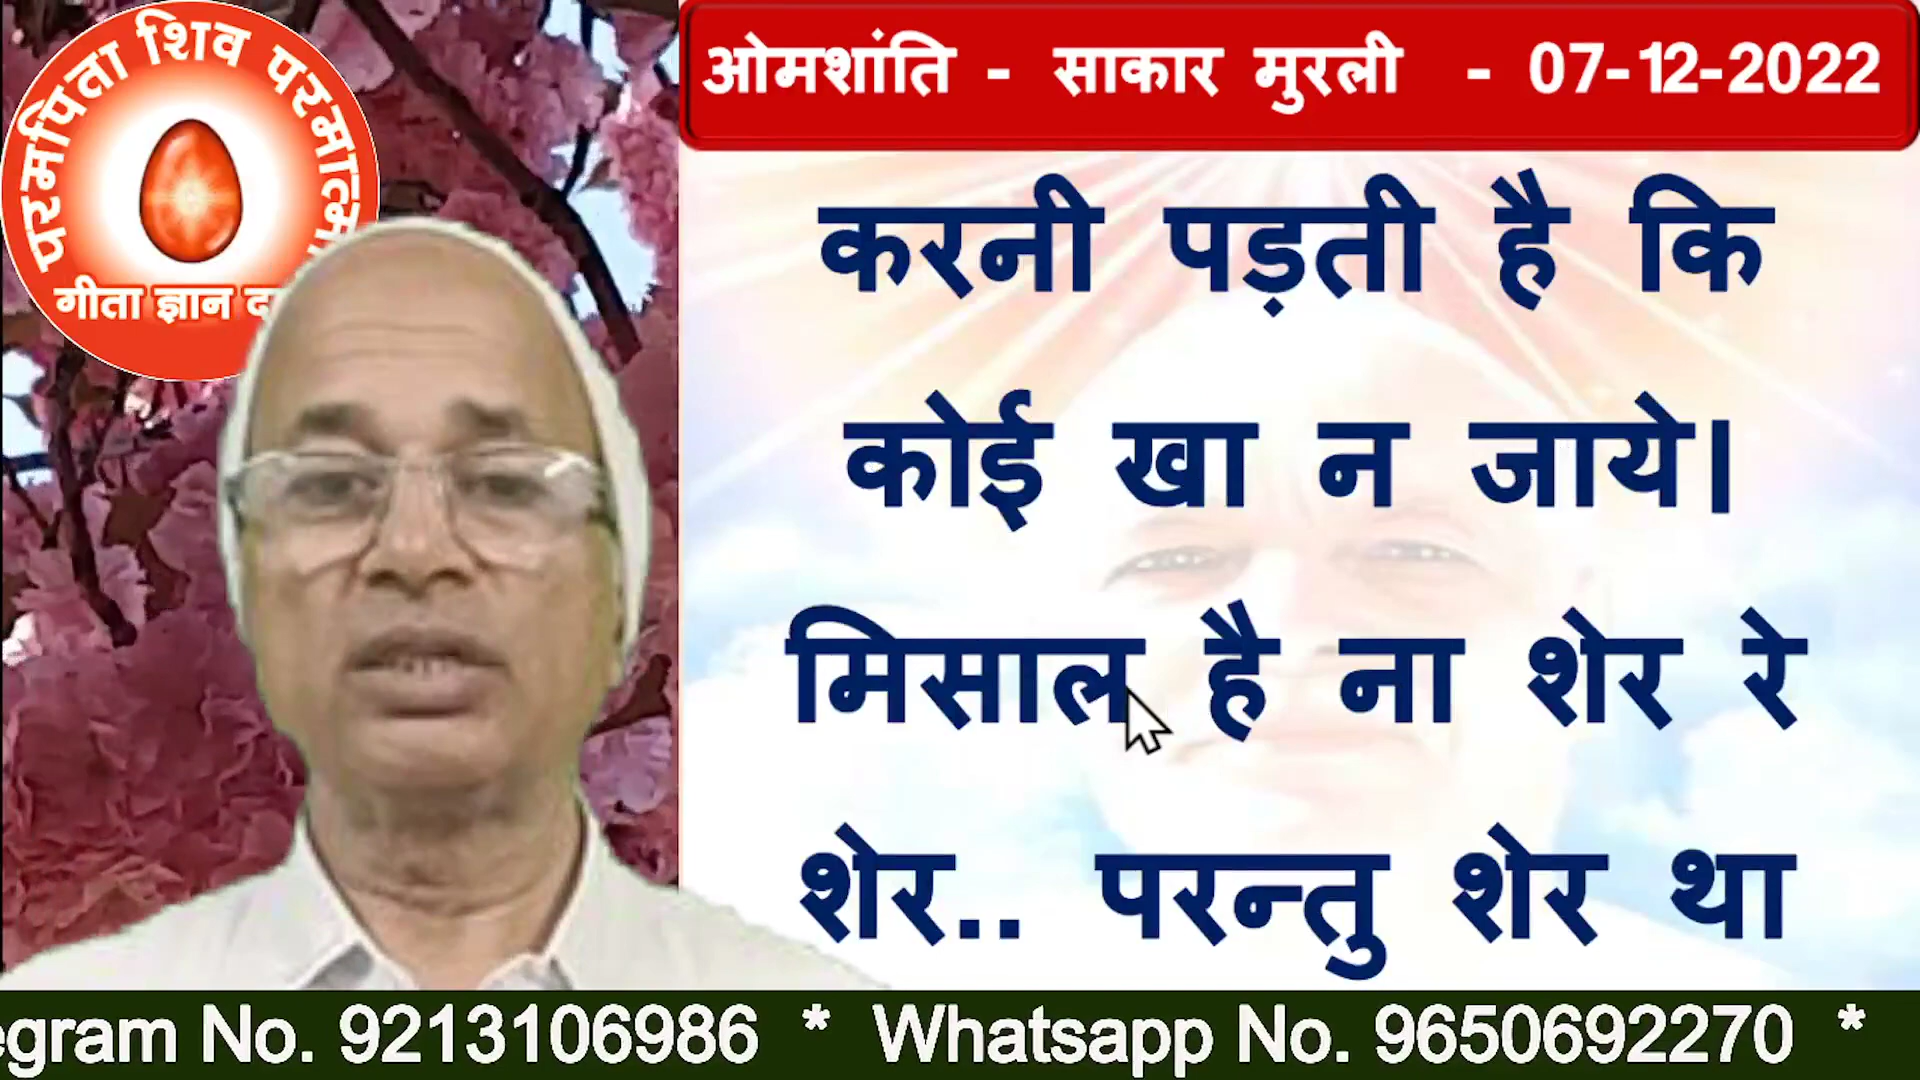 परमपिता शिव परमात्मा
गीता ज्ञान
ओमशांति - साकार मुरली - 07-12-2022
करनी पड़ती है कि
कोई खा न जाये।
मिसाल है ना शेर रे
शेर.. परन्तु शेर था
egram No. 9213106986 * Whatsapp No. 9650692270 *